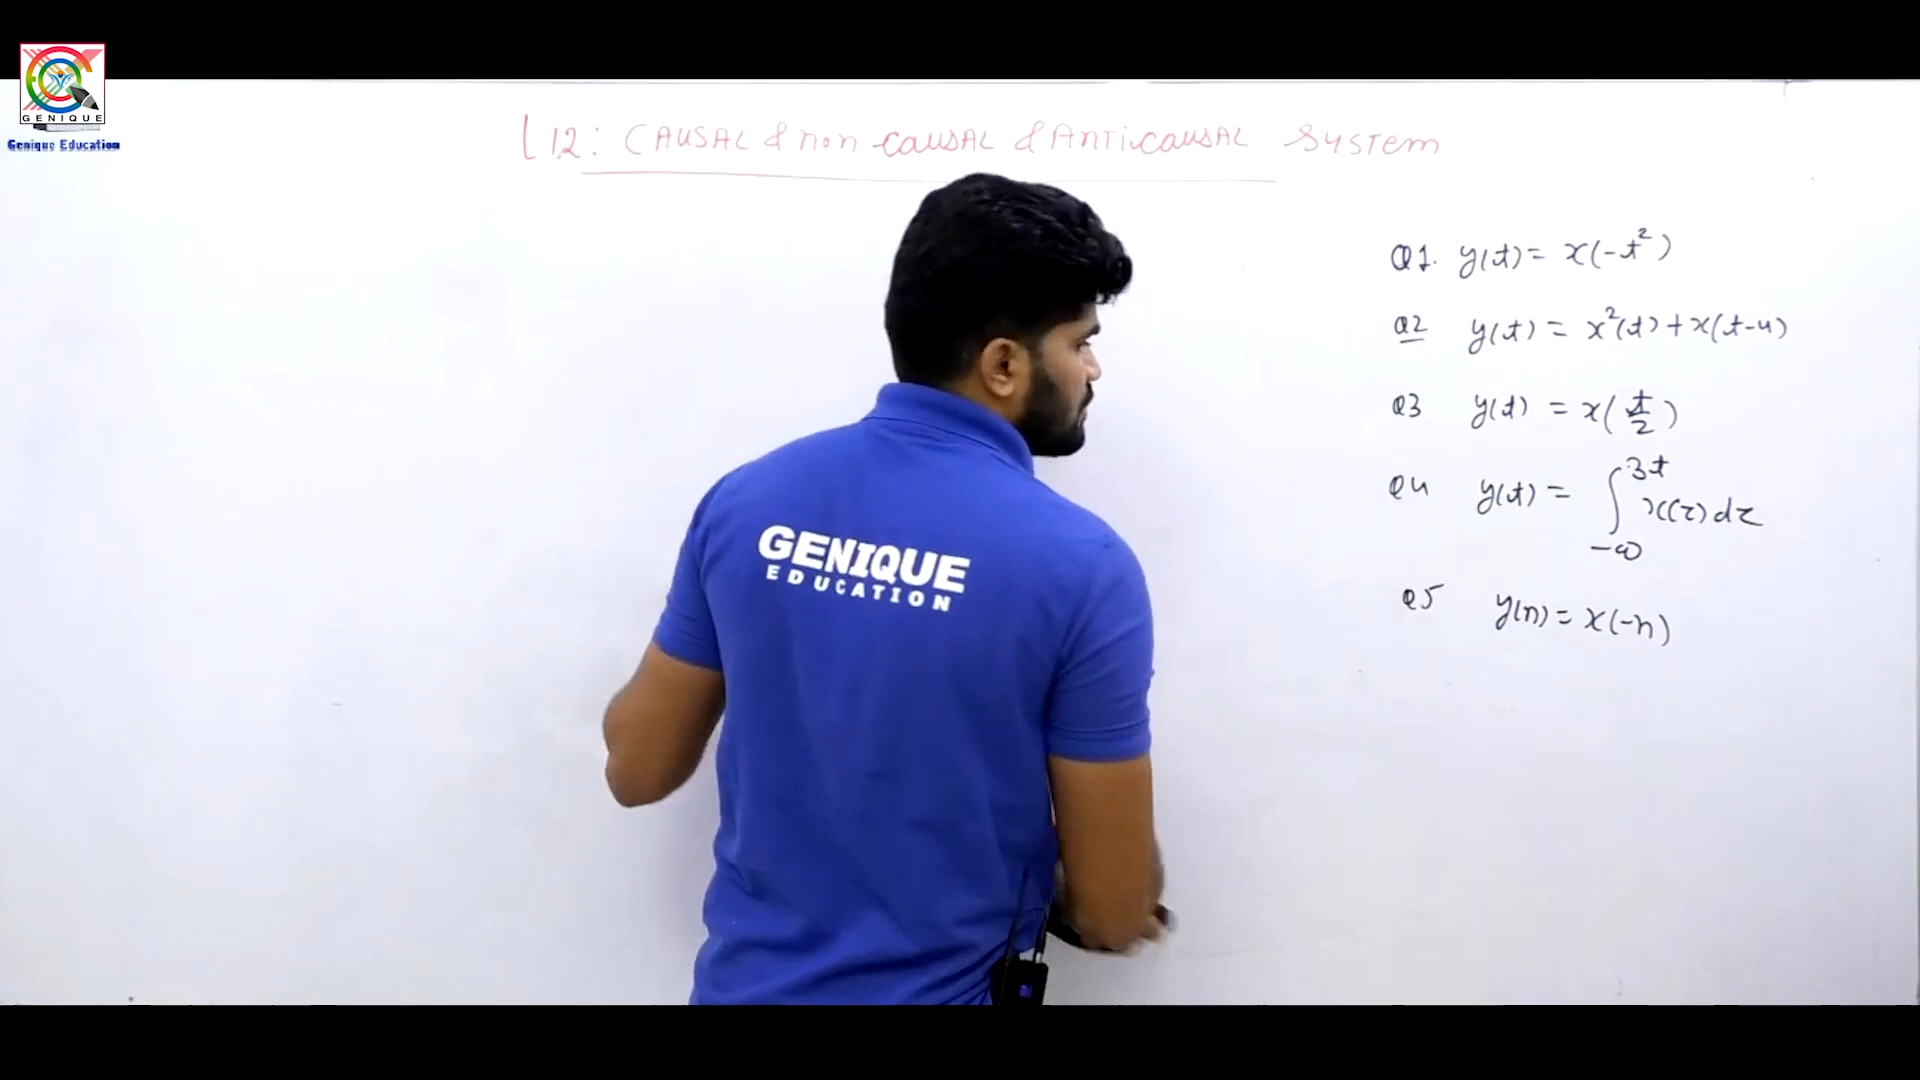 GENIQUE
Genique Education
L12: CAUSAL & non causal & ANTicausal System
Q1. y(t) = x(-t²)
Q2 y(t) = x²(t) + x(t-4)
Q3 y(t) = x(t/2)
Q4 y(t) = ∫_{-∞}^{3t} x(τ) dτ
Q5 y(n) = x(-n)
GENIQUE
EDUCATION